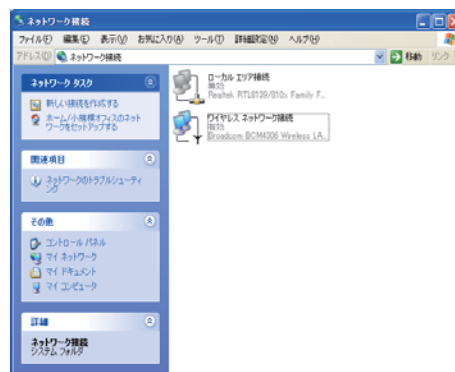 ネットワーク接続
ファイル(F) 編集(E) 表示(V) お気に入り(A) ツール(T) 詳細設定(N) ヘルプ(H)
アドレス(D) ネットワーク接続 移動 リンク
ネットワーク タスク
新しい接続を作成する
ホーム/小規模オフィスのネット
ワークをセットアップする
関連項目
ネットワークのトラブルシューティ
ング
その他
コントロール パネル
マイ ネットワーク
マイ ドキュメント
マイ コンピュータ
詳細
ネットワーク接続
システム フォルダ
ローカル エリア接続
無効
Realtek RTL8139/810x Family F...
ワイヤレス ネットワーク接続
有効
Broadcom BCM4306 Wireless LA...